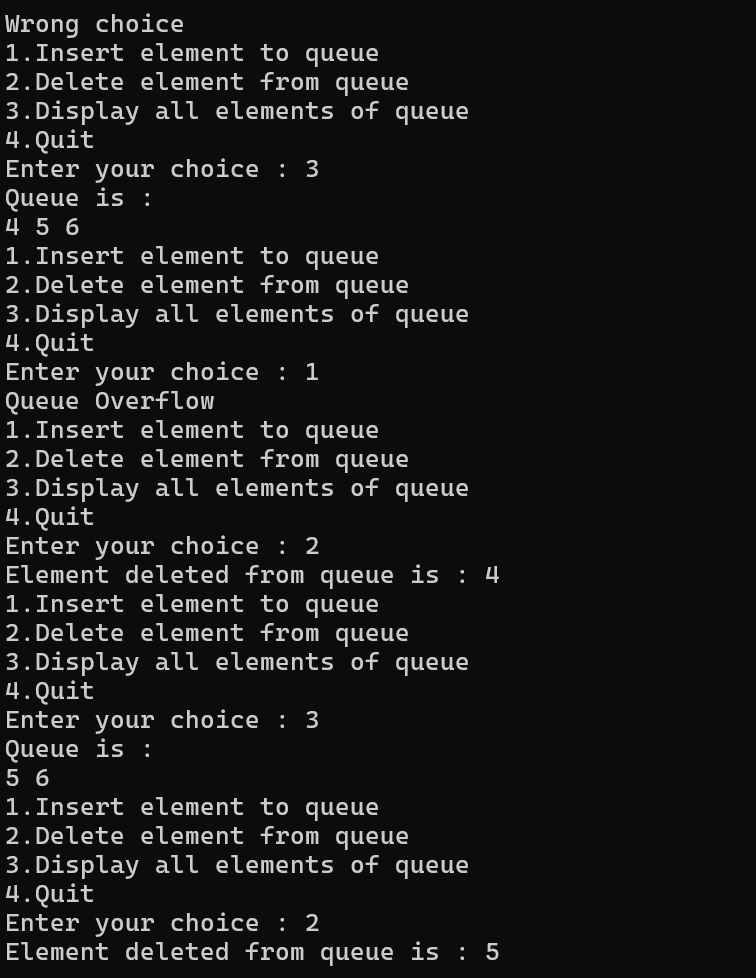 Wrong choice
1.Insert element to queue
2.Delete element from queue
3.Display all elements of queue
4.Quit
Enter your choice : 3
Queue is :
4 5 6
1.Insert element to queue
2.Delete element from queue
3.Display all elements of queue
4.Quit
Enter your choice : 1
Queue Overflow
1.Insert element to queue
2.Delete element from queue
3.Display all elements of queue
4.Quit
Enter your choice : 2
Element deleted from queue is : 4
1.Insert element to queue
2.Delete element from queue
3.Display all elements of queue
4.Quit
Enter your choice : 3
Queue is :
5 6
1.Insert element to queue
2.Delete element from queue
3.Display all elements of queue
4.Quit
Enter your choice : 2
Element deleted from queue is : 5